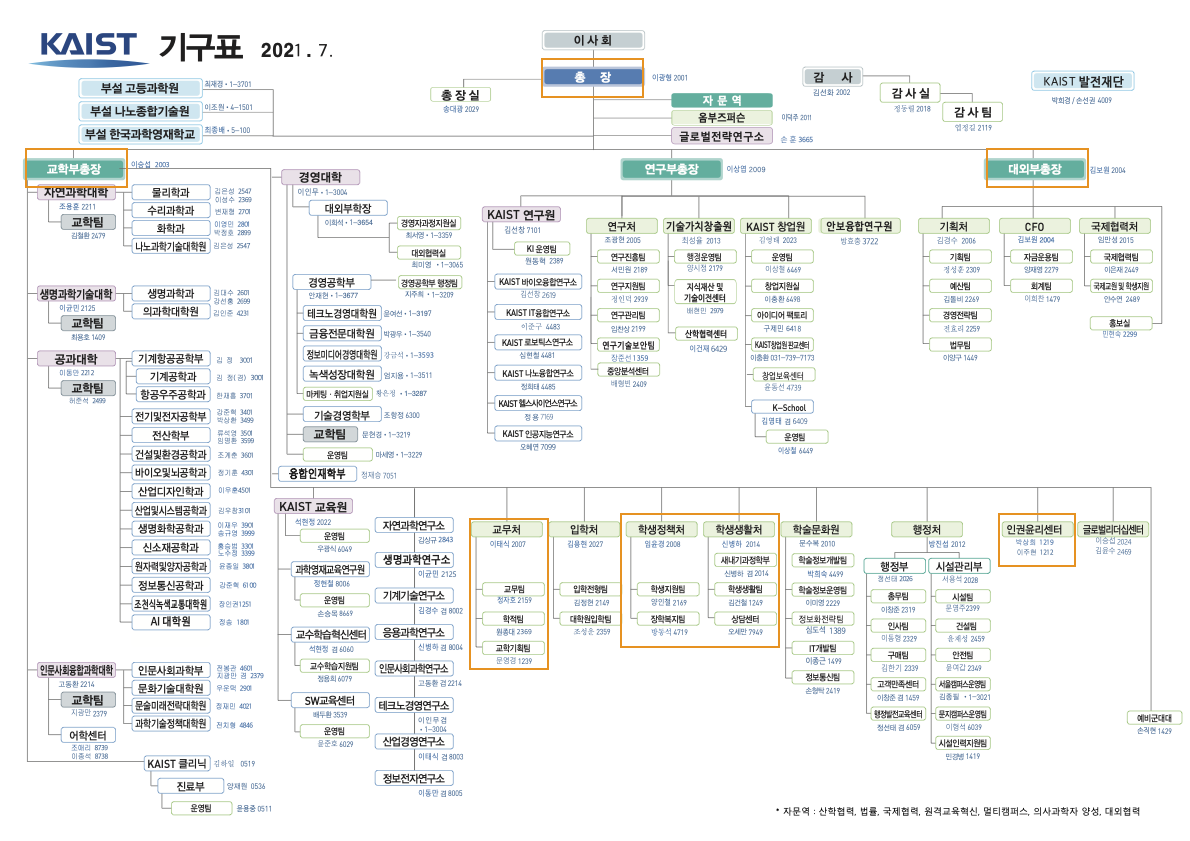 KAIST 기구표 2021. 7.
이사회
총 장
이광형 2001
총장실
송대광 2029
자문역
옴부즈퍼슨
이덕주 2011
글로벌전략연구소
손 훈 3665
감 사
김선화 2002
감사실
정동렬 2018
감사팀
엄정길 2119
KAIST 발전재단
박희경 / 손선권 4009
부설 고등과학원
최재경 • 1-3701
부설 나노종합기술원
이조원 • 4-1501
부설 한국과학영재학교
최종배 • 5-100
교학부총장
이승섭 2003
연구부총장
이상엽 2009
대외부총장
김보원 2004
자연과학대학
조용훈 2211
교학팀
김철환 2479
물리학과
김은성 2547
이성수 2369
수리과학과
변재형 2701
화학과
이영민 2801
박정호 2899
나노과학기술대학원
김은성 2547
생명과학기술대학
이균민 2125
교학팀
최용호 1409
생명과학과
김대수 2601
강선홍 2699
의과학대학원
김인준 4231
공과대학
이동만 2212
교학팀
허준석 2499
기계항공공학부
김 정 3001
기계공학과
김 정(겸) 3001
항공우주공학과
한재흥 3701
전기및전자공학부
강준혁 3401
박상환 3499
전산학부
류석영 3501
임명환 3599
건설및환경공학과
조계춘 3601
바이오및뇌공학과
정기훈 4301
산업디자인학과
이우훈4501
산업및시스템공학과
김우창3101
생명화학공학과
이재우 3901
송규영 3999
신소재공학과
홍승범 3301
노수정 3399
원자력및양자공학과
윤종일 3801
정보통신공학과
김준혁 6100
조천식녹색교통대학원
장인권1251
AI 대학원
정송 1801
인문사회융합과학대학
고동환 2214
교학팀
지광만 2379
어학센터
조애리 8739
이종석 8738
인문사회과학부
전봉관 4601
지광만 겸 2379
문화기술대학원
우운택 2901
문술미래전략대학원
정재민 4021
과학기술정책대학원
전치형 4846
KAIST 클리닉
김하일 0519
진료부
양재원 0536
운영팀
윤용중 0511
경영대학
이인무 • 1-3004
대외부학장
이희석 • 1-3654
경영자과정지원실
최서영 • 1-3359
대외협력실
최미영 • 1-3065
경영공학부
안재현 • 1-3677
경영공학부 행정팀
지주희 • 1-3209
테크노경영대학원
윤여선 • 1-3197
금융전문대학원
박광우 • 1-3540
정보미디어경영대학원
장규석 • 1-3593
녹색성장대학원
엄지용 • 1-3511
마케팅 · 취업지원실
황은정 • 1-3287
기술경영학부
조항정 6300
교학팀
문현경 • 1-3219
운영팀
마세영 • 1-3229
융합인재학부
정재승 7051
KAIST 연구원
김선창 7101
KI 운영팀
원동혁 2389
KAIST 바이오융합연구소
김선창 2619
KAIST IT융합연구소
이준구 4483
KAIST 로보틱스연구소
심현철 4481
KAIST 나노융합연구소
정희태 4485
KAIST 헬스사이언스연구소
정 용 7159
KAIST 인공지능연구소
오혜연 7099
연구처
조광현 2005
연구진흥팀
서민원 2189
연구지원팀
정인덕 2939
연구관리팀
임찬상 2199
연구기술보안팀
장준선 1359
중앙분석센터
배형빈 2409
기술가치창출원
최성율 2013
행정운영팀
양시정 2179
지식재산 및
기술이전센터
배현민 2979
산학협력센터
이건재 6429
KAIST 창업원
김영태 2023
운영팀
이상철 6469
창업지원실
이충환 6498
아이디어 팩토리
구제민 6418
KAIST창업원판교센터
이충환 031-739-7173
창업보육센터
윤동선 4739
K-School
김영태 겸 6409
운영팀
이상철 6449
안보융합연구원
방효충 3722
기획처
김경수 2006
기획팀
정성훈 2309
예산팀
김돌비 2269
경영전략팀
전효리 2259
법무팀
이양구 1449
CFO
김보원 2004
자금운용팀
양재영 2279
회계팀
이희찬 1479
국제협력처
임만성 2015
국제협력팀
이은재 2449
국제교원 및 학생지원
안수연 2489
홍보실
민현숙 2299
KAIST 교육원
석현정 2022
운영팀
우광식 6049
과학영재교육연구원
정현철 8006
운영팀
손승목 8669
교수학습혁신센터
석현정 겸 6060
교수학습지원팀
정용희 6079
SW교육센터
배두환 3539
운영팀
윤준호 6029
자연과학연구소
김상규 2843
생명과학연구소
이균민 2125
기계기술연구소
김경수 겸 8002
응용과학연구소
신병하 겸 8004
인문사회과학연구소
고동환 겸 2214
테크노경영연구소
이인무 겸
• 1-3004
산업경영연구소
이태식 겸 8003
정보전자연구소
이동만 겸 8005
교무처
이태식 2007
교무팀
정자호 2159
학적팀
원종대 2369
교학기획팀
문영경 1239
입학처
김용현 2027
입학전형팀
김정현 2149
대학원입학팀
조성준 2359
학생정책처
임윤경 2008
학생지원팀
양인철 2169
장학복지팀
방동석 4719
학생생활처
신병하 2014
새내기과정학부
신병하 겸 2014
학생생활팀
김건철 1249
상담센터
오세만 7949
학술문화원
문수복 2010
학술정보개발팀
박희숙 4499
학술정보운영팀
이미영 2229
정보화전략팀
심도석 1389
IT개발팀
이종근 1499
정보통신팀
손형탁 2419
행정처
방진섭 2012
행정부
정선태 2026
총무팀
이창준 2319
인사팀
이동형 2329
구매팀
김한기 2339
고객만족센터
이창준 겸 1459
행정발전교육센터
정선태 겸 6059
시설관리부
서용석 2028
시설팀
문영주2399
건설팀
윤세성 2459
안전팀
윤여갑 2349
서울캠퍼스운영팀
김종필 • 1-3021
문지캠퍼스운영팀
이형석 6039
시설인력지원팀
민경병 1419
인권윤리센터
박상희 1219
이주현 1212
글로벌리더십센터
이승섭 2024
김윤수 2469
예비군대대
손직현 1429
* 자문역 : 산학협력, 법률, 국제협력, 원격교육혁신, 멀티캠퍼스, 의사과학자 양성, 대외협력